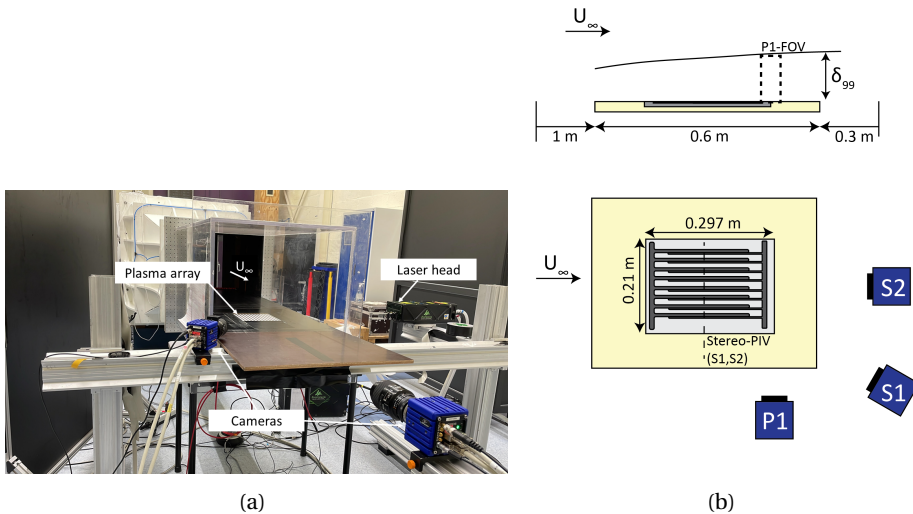 U∞
P1-FOV
δ99
1 m
0.6 m
0.3 m
Plasma array
U∞
Laser head
Cameras
U∞
0.297 m
0.21 m
Stereo-PIV
(S1,S2)
S2
S1
P1
(a)
(b)